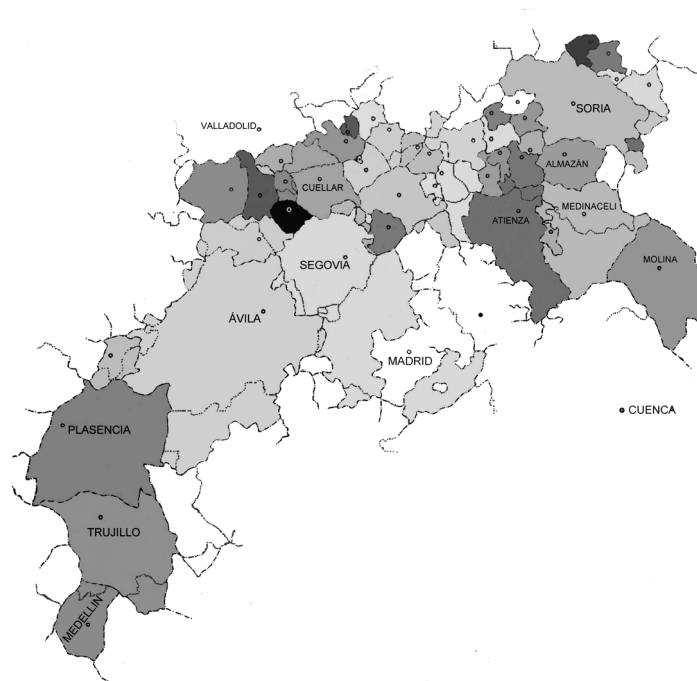 SORIA
VALLADOLID
ALMAZÁN
CUELLAR
MEDINACELI
ATIENZA
SEGOVIA
MOLINA
ÁVILA
MADRID
CUENCA
PLASENCIA
TRUJILLO
MEDELLIN